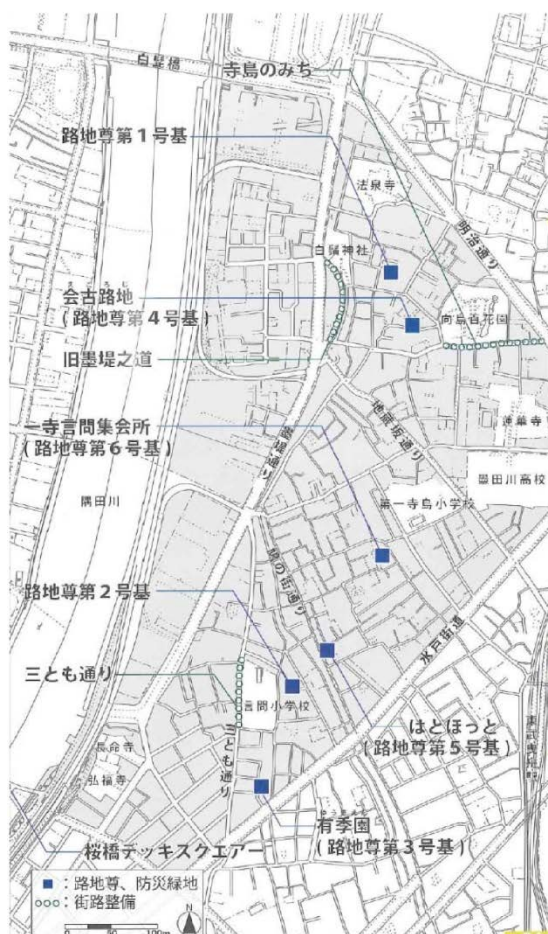 白髭橋
寺島のみち
路地尊第1号基
法泉寺
明治通り
白髭神社
会古路地
(路地尊第4号基)
向島百花園
旧墨堤之道
一寺言問集会所
(路地尊第6号基)
墨堤通り
地蔵坂通り
蓮華寺
墨田川高校
隅田川
第一寺島小学校
鳩の街通り
路地尊第2号基
水戸街道
三とも通り
言問小学校
はとほっと
(路地尊第5号基)
三とも通り
長命寺
弘福寺
有季園
(路地尊第3号基)
桜橋デッキスクエアー
:路地尊、防災緑地
:街路整備
0 50 100m
N